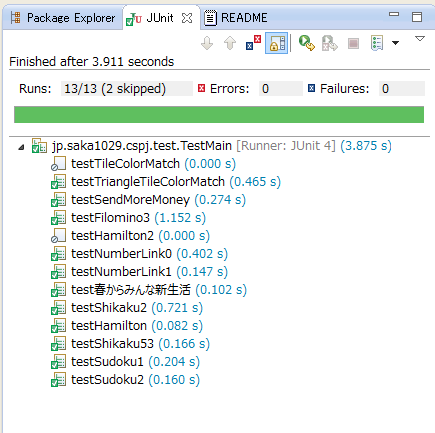 Package Explorer JUnit README
Finished after 3.911 seconds
Runs: 13/13 (2 skipped) Errors: 0 Failures: 0
jp.saka1029.cspj.test.TestMain [Runner: JUnit 4] (3.875 s)
testTileColorMatch (0.000 s)
testTriangleTileColorMatch (0.465 s)
testSendMoreMoney (0.274 s)
testFilomino3 (1.152 s)
testHamilton2 (0.000 s)
testNumberLink0 (0.402 s)
testNumberLink1 (0.147 s)
test春からみんな新生活 (0.102 s)
testShikaku2 (0.721 s)
testHamilton (0.082 s)
testShikaku53 (0.166 s)
testSudoku1 (0.204 s)
testSudoku2 (0.160 s)